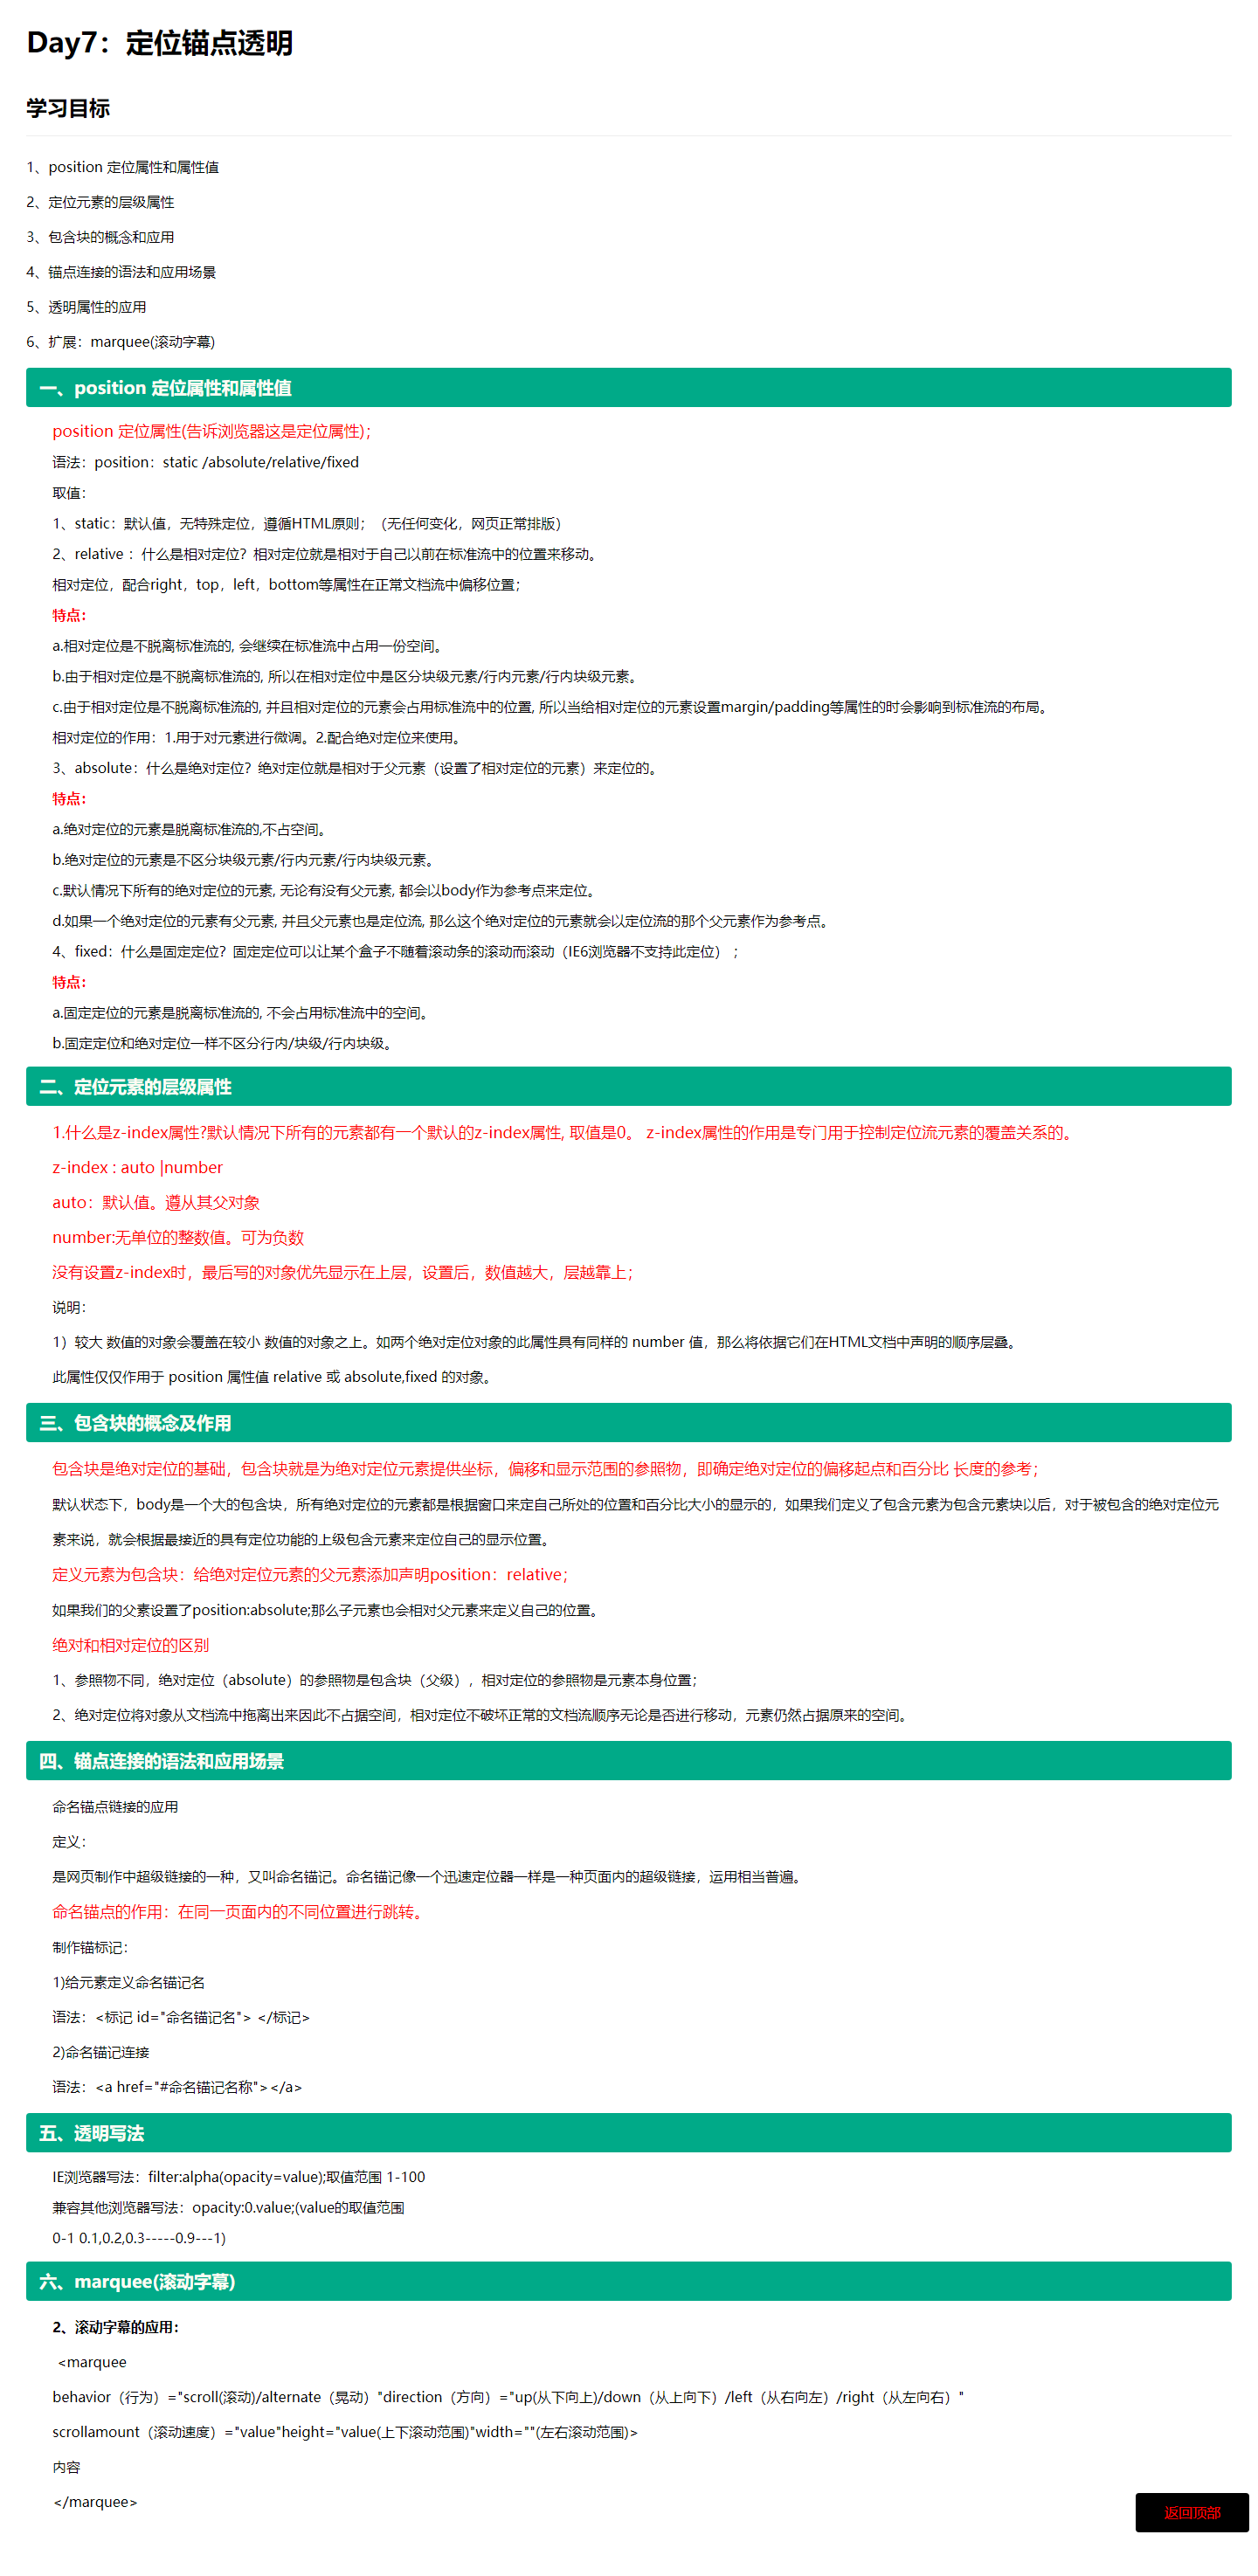 Day7：定位锚点透明
学习目标
1、position 定位属性和属性值
2、定位元素的层级属性
3、包含块的概念和应用
4、锚点连接的语法和应用场景
5、透明属性的应用
6、扩展：marquee(滚动字幕)
一、position 定位属性和属性值
position 定位属性(告诉浏览器这是定位属性)；
语法：position：static /absolute/relative/fixed
取值：
1、static：默认值，无特殊定位，遵循HTML原则；（无任何变化，网页正常排版）
2、relative ：什么是相对定位？相对定位就是相对于自己以前在标准流中的位置来移动。
相对定位，配合right，top，left，bottom等属性在正常文档流中偏移位置；
特点：
a.相对定位是不脱离标准流的, 会继续在标准流中占用一份空间。
b.由于相对定位是不脱离标准流的, 所以在相对定位中是区分块级元素/行内元素/行内块级元素。
c.由于相对定位是不脱离标准流的, 并且相对定位的元素会占用标准流中的位置, 所以当给相对定位的元素设置margin/padding等属性的时会影响到标准流的布局。
相对定位的作用：1.用于对元素进行微调。2.配合绝对定位来使用。
3、absolute：什么是绝对定位？绝对定位就是相对于父元素（设置了相对定位的元素）来定位的。
特点：
a.绝对定位的元素是脱离标准流的,不占空间。
b.绝对定位的元素是不区分块级元素/行内元素/行内块级元素。
c.默认情况下所有的绝对定位的元素, 无论有没有父元素, 都会以body作为参考点来定位。
d.如果一个绝对定位的元素有父元素, 并且父元素也是定位流, 那么这个绝对定位的元素就会以定位流的那个父元素作为参考点。
4、fixed：什么是固定定位？固定定位可以让某个盒子不随着滚动条的滚动而滚动（IE6浏览器不支持此定位） ；
特点：
a.固定定位的元素是脱离标准流的, 不会占用标准流中的空间。
b.固定定位和绝对定位一样不区分行内/块级/行内块级。
二、定位元素的层级属性
1.什么是z-index属性?默认情况下所有的元素都有一个默认的z-index属性, 取值是0。 z-index属性的作用是专门用于控制定位流元素的覆盖关系的。
z-index : auto |number
auto：默认值。遵从其父对象
number:无单位的整数值。可为负数
没有设置z-index时，最后写的对象优先显示在上层，设置后，数值越大，层越靠上；
说明：
1）较大 数值的对象会覆盖在较小 数值的对象之上。如两个绝对定位对象的此属性具有同样的 number 值，那么将依据它们在HTML文档中声明的顺序层叠。
此属性仅仅作用于 position 属性值 relative 或 absolute,fixed 的对象。
三、包含块的概念及作用
包含块是绝对定位的基础，包含块就是为绝对定位元素提供坐标，偏移和显示范围的参照物，即确定绝对定位的偏移起点和百分比 长度的参考；
默认状态下，body是一个大的包含块，所有绝对定位的元素都是根据窗口来定自己所处的位置和百分比大小的显示的，如果我们定义了包含元素为包含元素块以后，对于被包含的绝对定位元
素来说，就会根据最接近的具有定位功能的上级包含元素来定位自己的显示位置。
定义元素为包含块：给绝对定位元素的父元素添加声明position：relative；
如果我们的父素设置了position:absolute;那么子元素也会相对父元素来定义自己的位置。
绝对和相对定位的区别
1、参照物不同，绝对定位（absolute）的参照物是包含块（父级），相对定位的参照物是元素本身位置；
2、绝对定位将对象从文档流中拖离出来因此不占据空间，相对定位不破坏正常的文档流顺序无论是否进行移动，元素仍然占据原来的空间。
四、锚点连接的语法和应用场景
命名锚点链接的应用
定义：
是网页制作中超级链接的一种，又叫命名锚记。命名锚记像一个迅速定位器一样是一种页面内的超级链接，运用相当普遍。
命名锚点的作用：在同一页面内的不同位置进行跳转。
制作锚标记：
1)给元素定义命名锚记名
语法：<标记 id="命名锚记名"> </标记>
2)命名锚记连接
语法：<a href="#命名锚记名称"></a>
五、透明写法
IE浏览器写法：filter:alpha(opacity=value);取值范围 1-100
兼容其他浏览器写法：opacity:0.value;(value的取值范围
0-1 0.1,0.2,0.3-----0.9---1)
六、marquee(滚动字幕)
2、滚动字幕的应用：
<marquee
behavior（行为）="scroll(滚动)/alternate（晃动）"direction（方向）="up(从下向上)/down（从上向下）/left（从右向左）/right（从左向右）"
scrollamount（滚动速度）="value"height="value(上下滚动范围)"width=""(左右滚动范围)>
内容
</marquee>
返回顶部